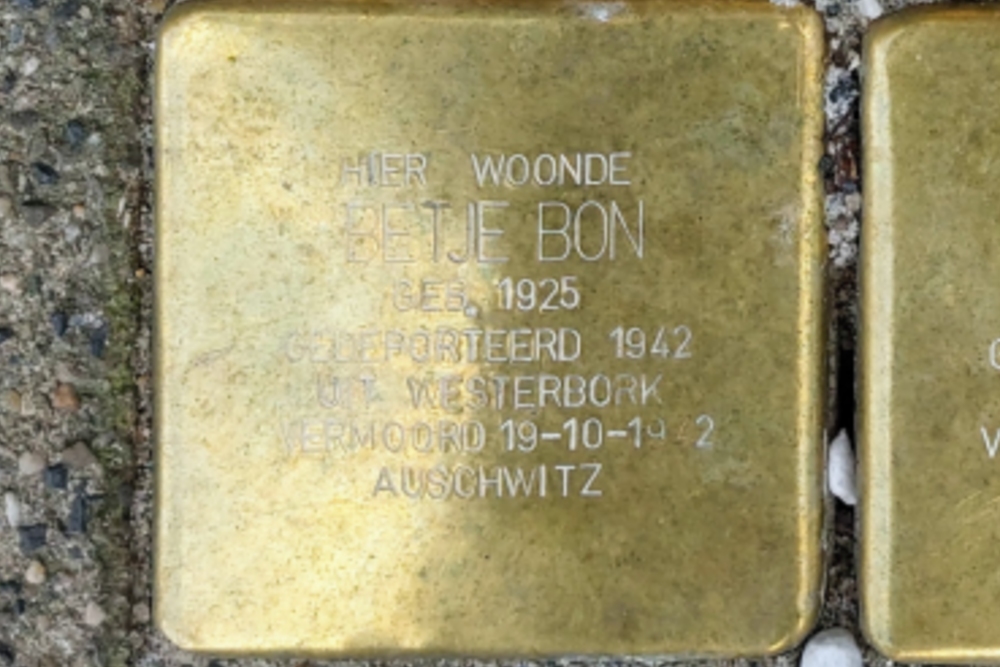 HIER WOONDE
BETJE BON
GEB. 1925
GEDEPORTEERD 1942
UIT WESTERBORK
VERMOORD 19-10-1942
AUSCHWITZ